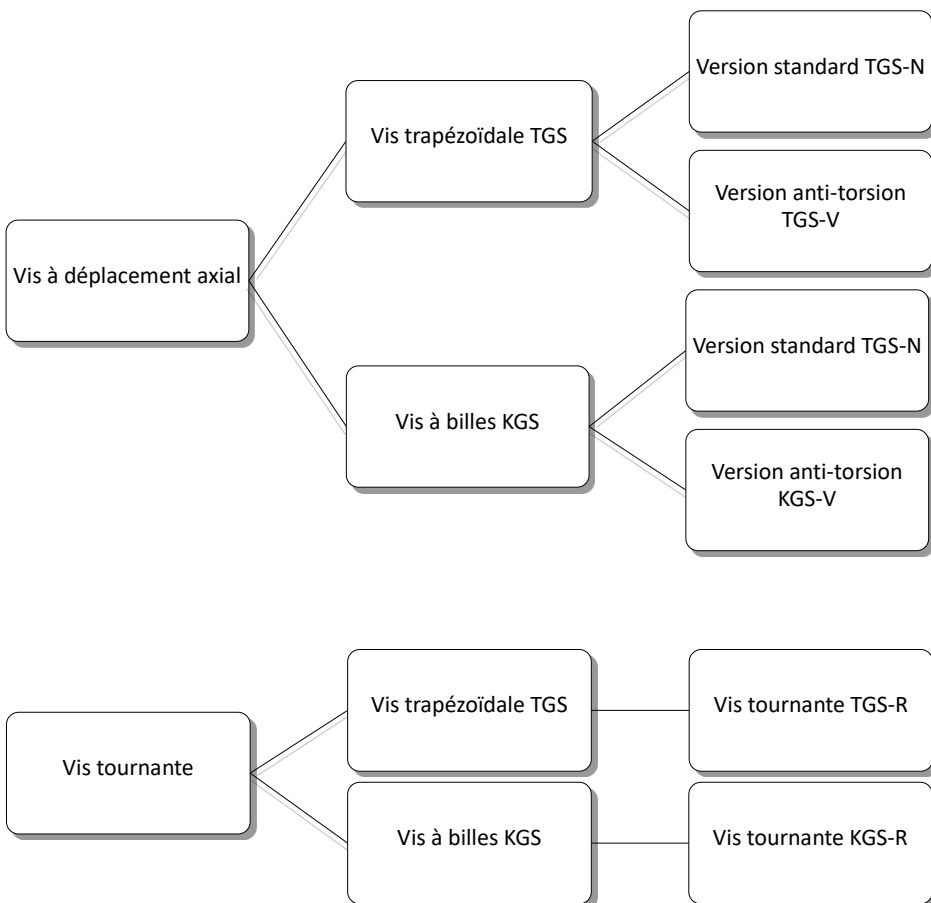 Version standard TGS-N
Vis trapézoïdale TGS
Version anti-torsion
TGS-V
Vis à déplacement axial
Version standard TGS-N
Vis à billes KGS
Version anti-torsion
KGS-V
Vis trapézoïdale TGS
Vis tournante TGS-R
Vis tournante
Vis à billes KGS
Vis tournante KGS-R